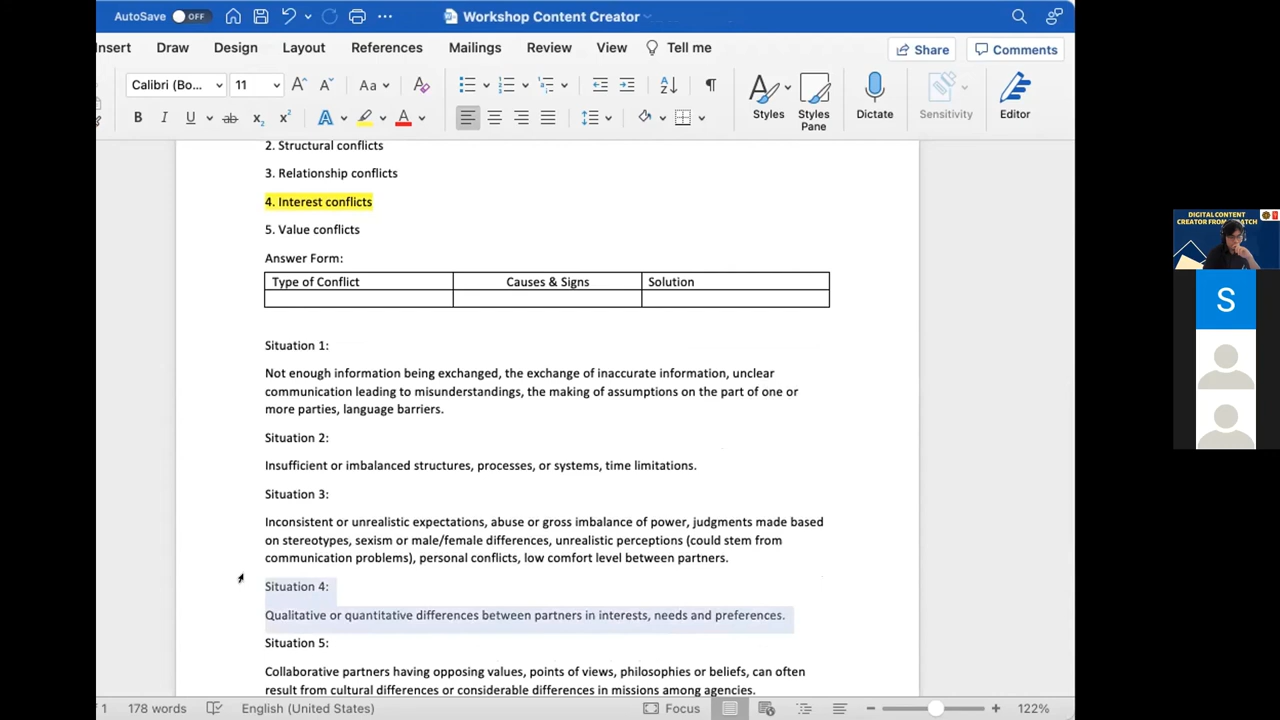 AutoSave OFF
Workshop Content Creator
Insert Draw Design Layout References Mailings Review View Tell me
Share Comments
Calibri (Bo... 11
Styles Styles Pane Dictate Sensitivity Editor
2. Structural conflicts
3. Relationship conflicts
4. Interest conflicts
5. Value conflicts
Answer Form:
Type of Conflict Causes & Signs Solution
Situation 1:
Not enough information being exchanged, the exchange of inaccurate information, unclear
communication leading to misunderstandings, the making of assumptions on the part of one or
more parties, language barriers.
Situation 2:
Insufficient or imbalanced structures, processes, or systems, time limitations.
Situation 3:
Inconsistent or unrealistic expectations, abuse or gross imbalance of power, judgments made based
on stereotypes, sexism or male/female differences, unrealistic perceptions (could stem from
communication problems), personal conflicts, low comfort level between partners.
Situation 4:
Qualitative or quantitative differences between partners in interests, needs and preferences.
Situation 5:
Collaborative partners having opposing values, points of views, philosophies or beliefs, can often
result from cultural differences or considerable differences in missions among agencies.
1 178 words English (United States) Focus 122%
DIGITAL CONTENT
CREATOR FROM SCRATCH
S